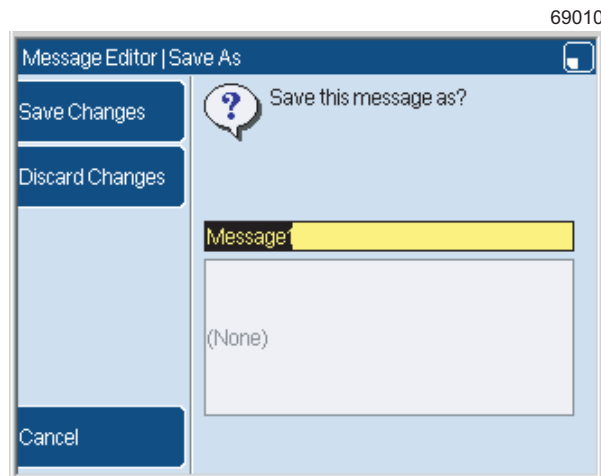 69010
Message Editor | Save As
Save Changes
? Save this message as?
Discard Changes
Message1
(None)
Cancel